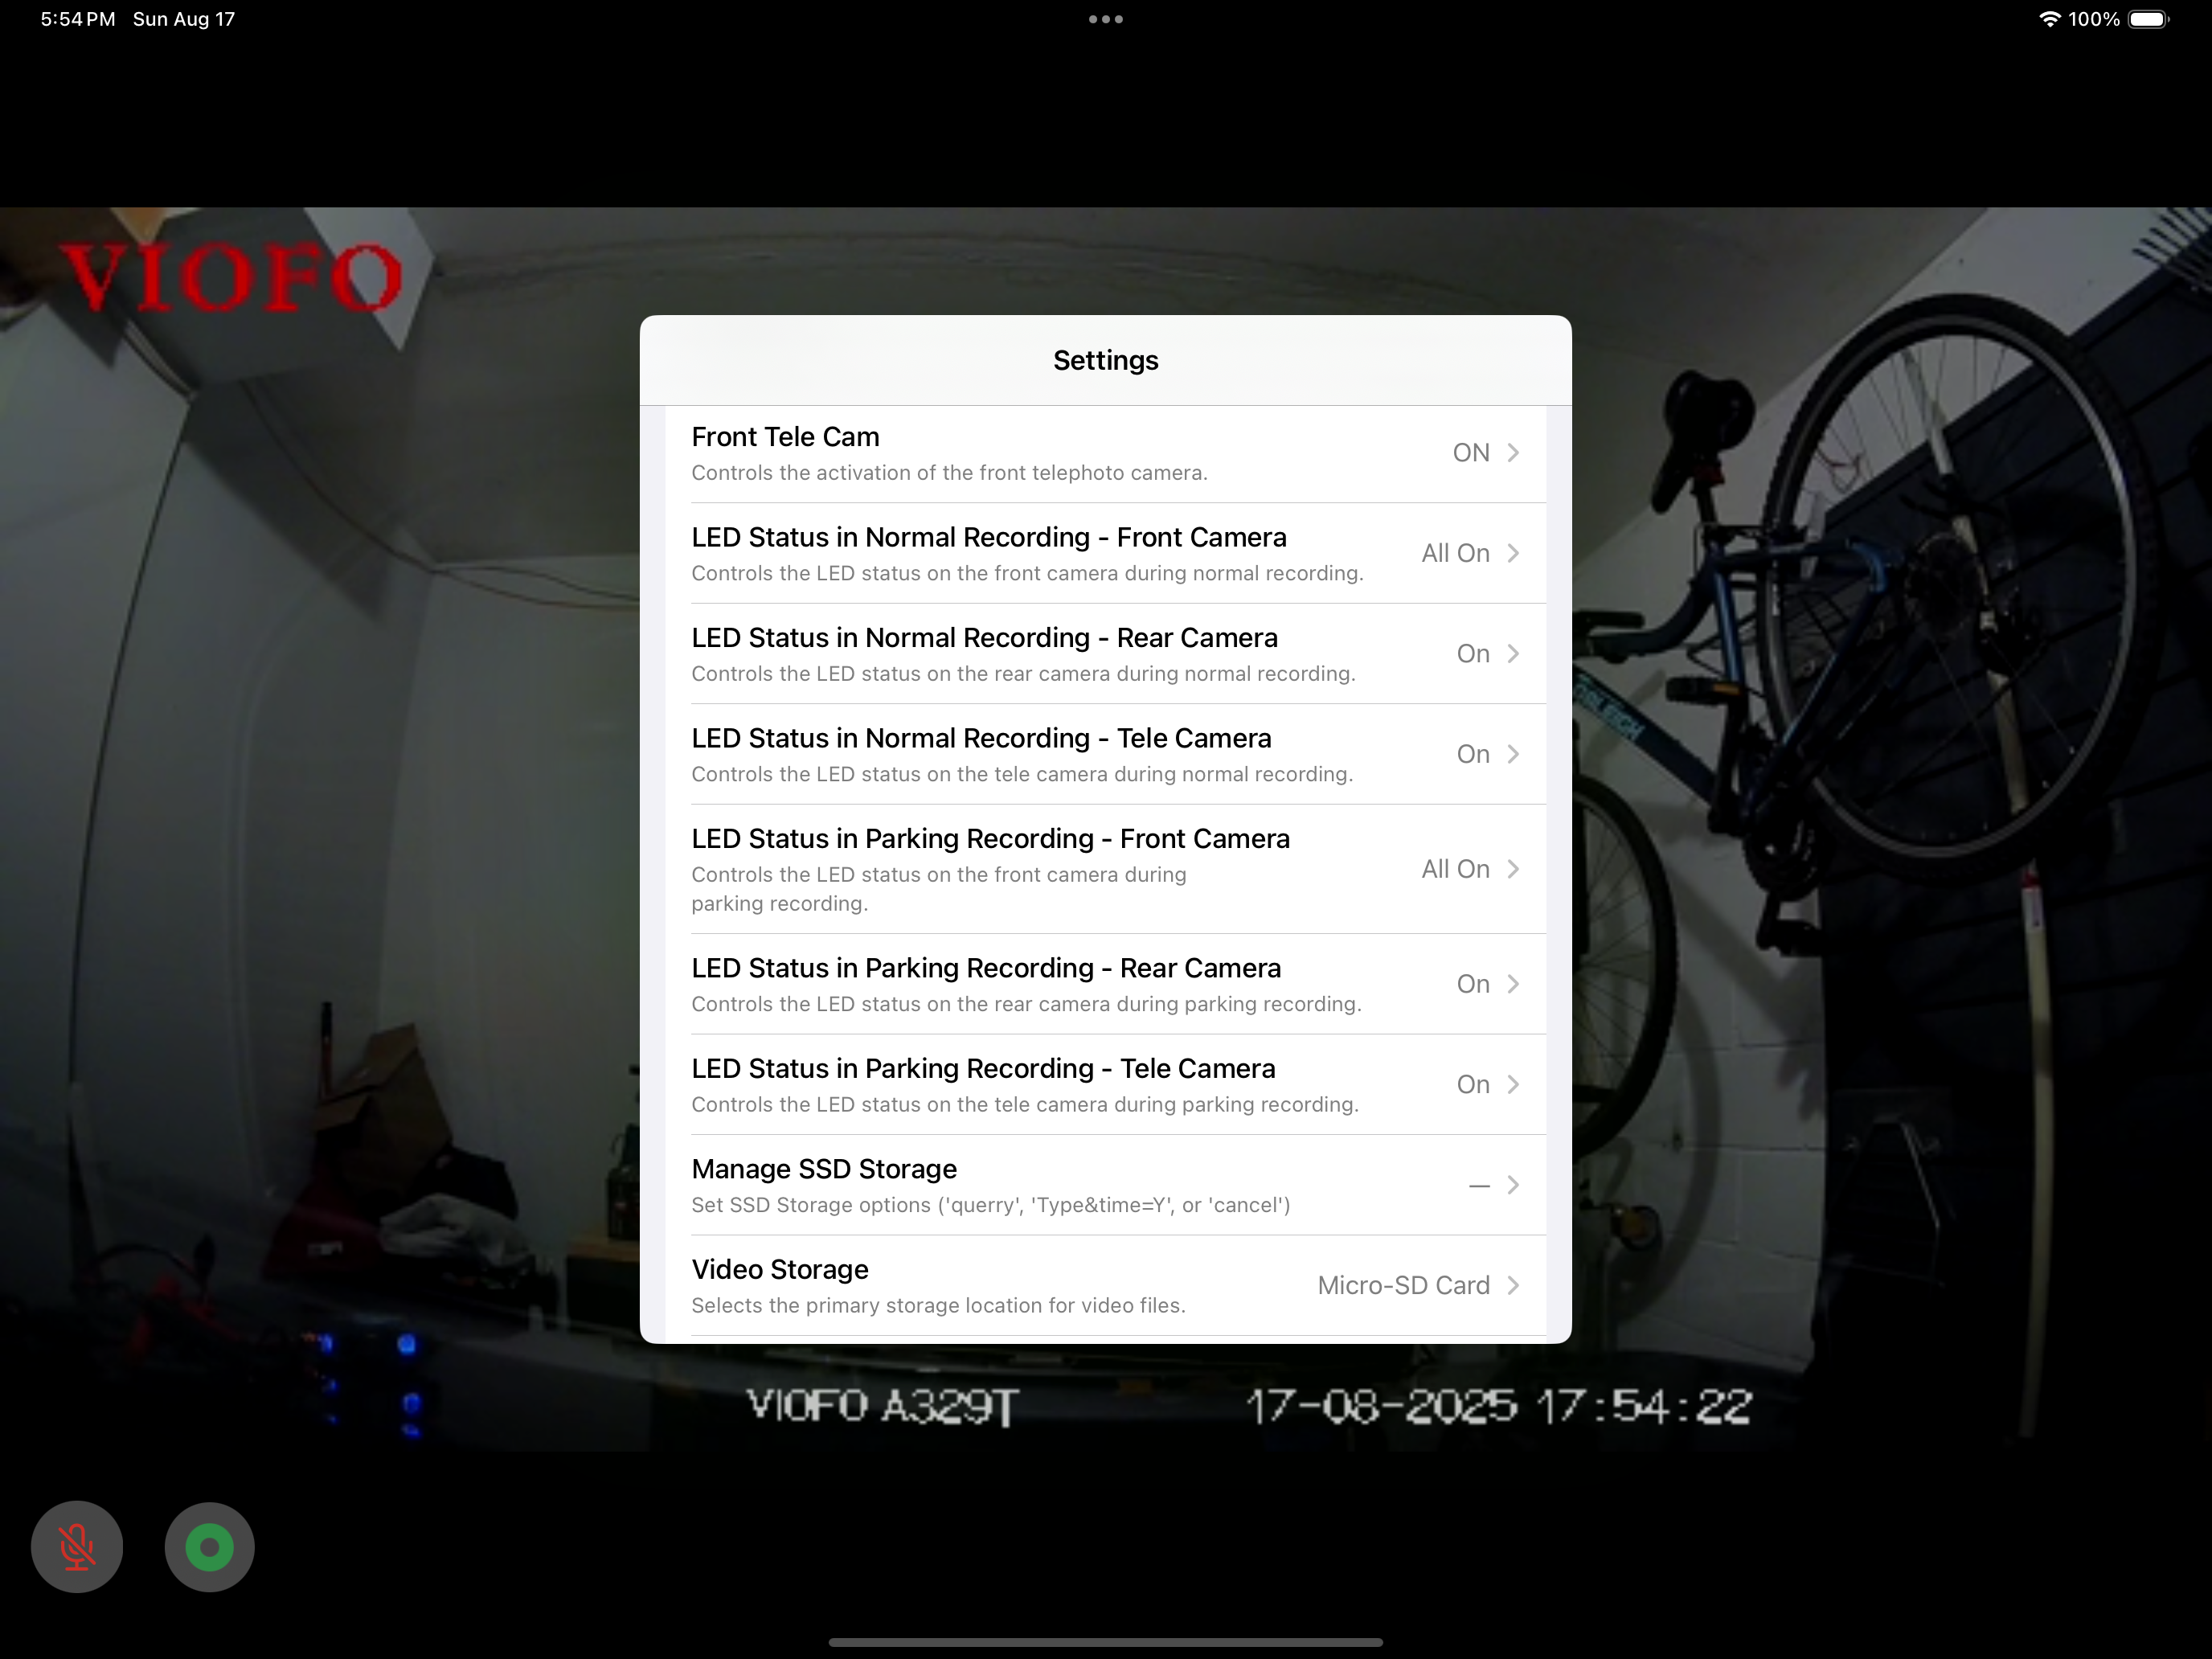 5:54 PM Sun Aug 17
100%
VIOFO
Settings
Front Tele Cam
Controls the activation of the front telephoto camera.
ON
LED Status in Normal Recording - Front Camera
Controls the LED status on the front camera during normal recording.
All On
LED Status in Normal Recording - Rear Camera
Controls the LED status on the rear camera during normal recording.
On
LED Status in Normal Recording - Tele Camera
Controls the LED status on the tele camera during normal recording.
On
LED Status in Parking Recording - Front Camera
Controls the LED status on the front camera during
parking recording.
All On
LED Status in Parking Recording - Rear Camera
Controls the LED status on the rear camera during parking recording.
On
LED Status in Parking Recording - Tele Camera
Controls the LED status on the tele camera during parking recording.
On
Manage SSD Storage
Set SSD Storage options ('querry', 'Type&time=Y', or 'cancel')
—
Video Storage
Selects the primary storage location for video files.
Micro-SD Card
VIOFO A329T 17-08-2025 17:54:22